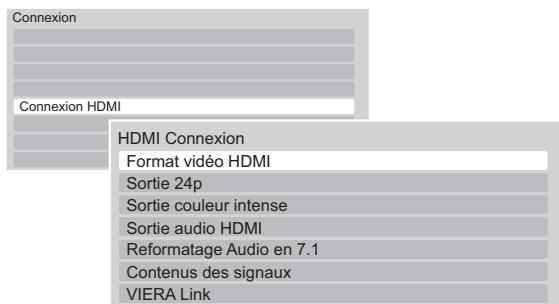 Connexion
Connexion HDMI
HDMI Connexion
Format vidéo HDMI
Sortie 24p
Sortie couleur intense
Sortie audio HDMI
Reformatage Audio en 7.1
Contenus des signaux
VIERA Link